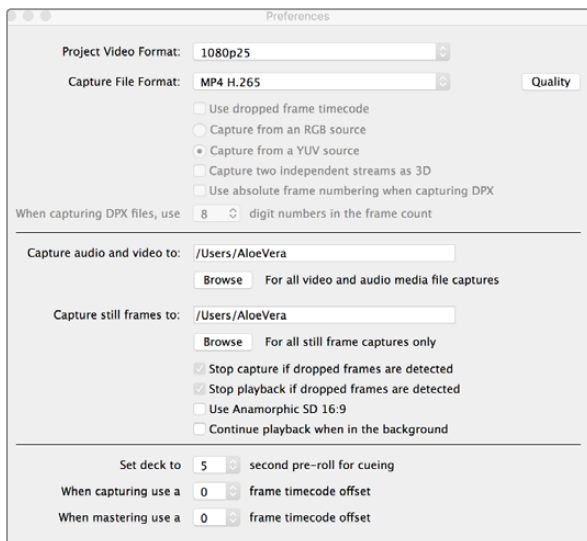 Preferences
Project Video Format: 1080p25
Capture File Format: MP4 H.265 Quality
Use dropped frame timecode
Capture from an RGB source
Capture from a YUV source
Capture two independent streams as 3D
Use absolute frame numbering when capturing DPX
When capturing DPX files, use 8 digit numbers in the frame count
Capture audio and video to: /Users/AloeVera
Browse For all video and audio media file captures
Capture still frames to: /Users/AloeVera
Browse For all still frame captures only
Stop capture if dropped frames are detected
Stop playback if dropped frames are detected
Use Anamorphic SD 16:9
Continue playback when in the background
Set deck to 5 second pre-roll for cueing
When capturing use a 0 frame timecode offset
When mastering use a 0 frame timecode offset